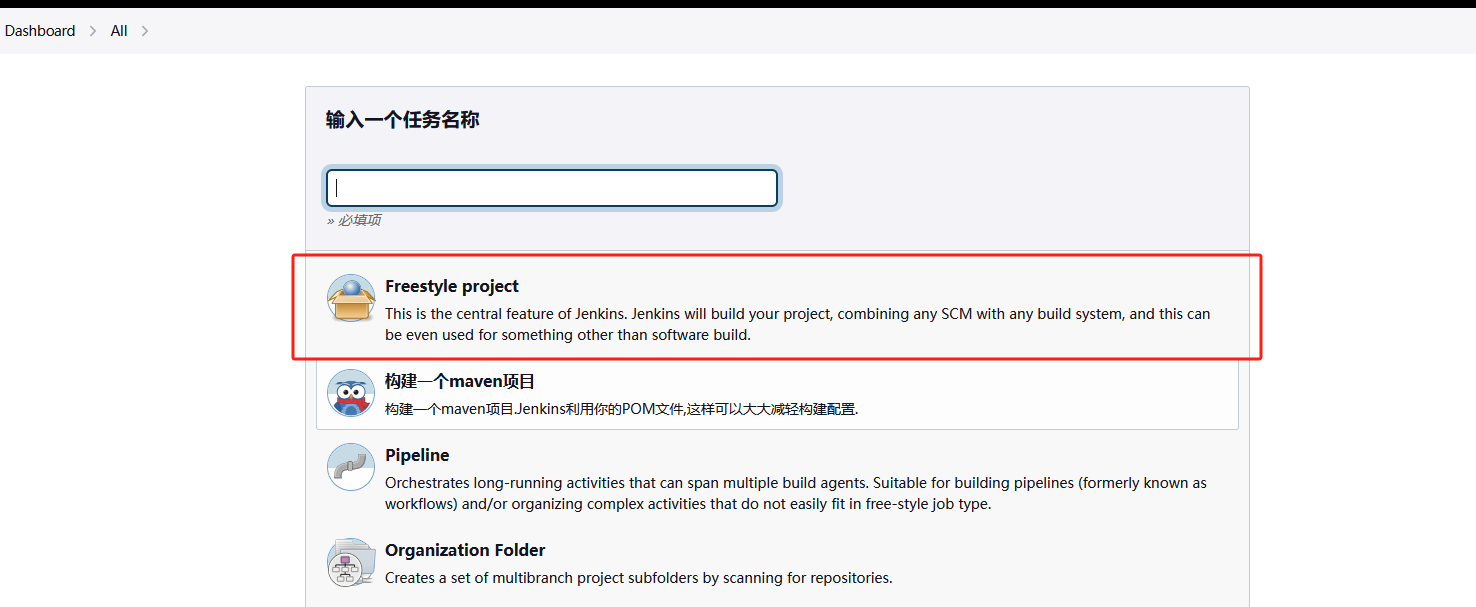 Dashboard > All >
输入一个任务名称
» 必填项
Freestyle project
This is the central feature of Jenkins. Jenkins will build your project, combining any SCM with any build system, and this can
be even used for something other than software build.
构建一个maven项目
构建一个maven项目.Jenkins利用你的POM文件,这样可以大大减轻构建配置.
Pipeline
Orchestrates long-running activities that can span multiple build agents. Suitable for building pipelines (formerly known as
workflows) and/or organizing complex activities that do not easily fit in free-style job type.
Organization Folder
Creates a set of multibranch project subfolders by scanning for repositories.